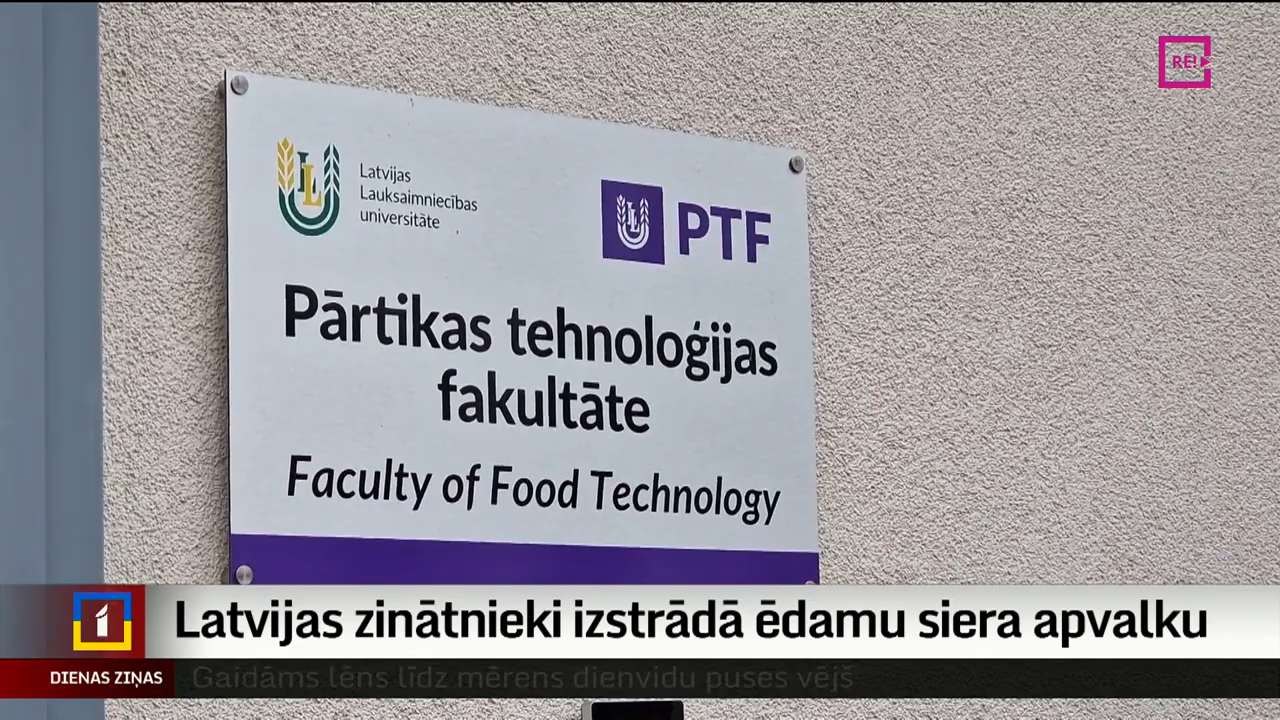 RE!
Latvijas
Lauksaimniecības
universitāte
PTF
Pārtikas tehnoloģijas
fakultāte
Faculty of Food Technology
1
Latvijas zinātnieki izstrādā ēdamu siera apvalku
DIENAS ZIŅAS
Gaidāms lēns līdz mērens dienvidu puses vējš